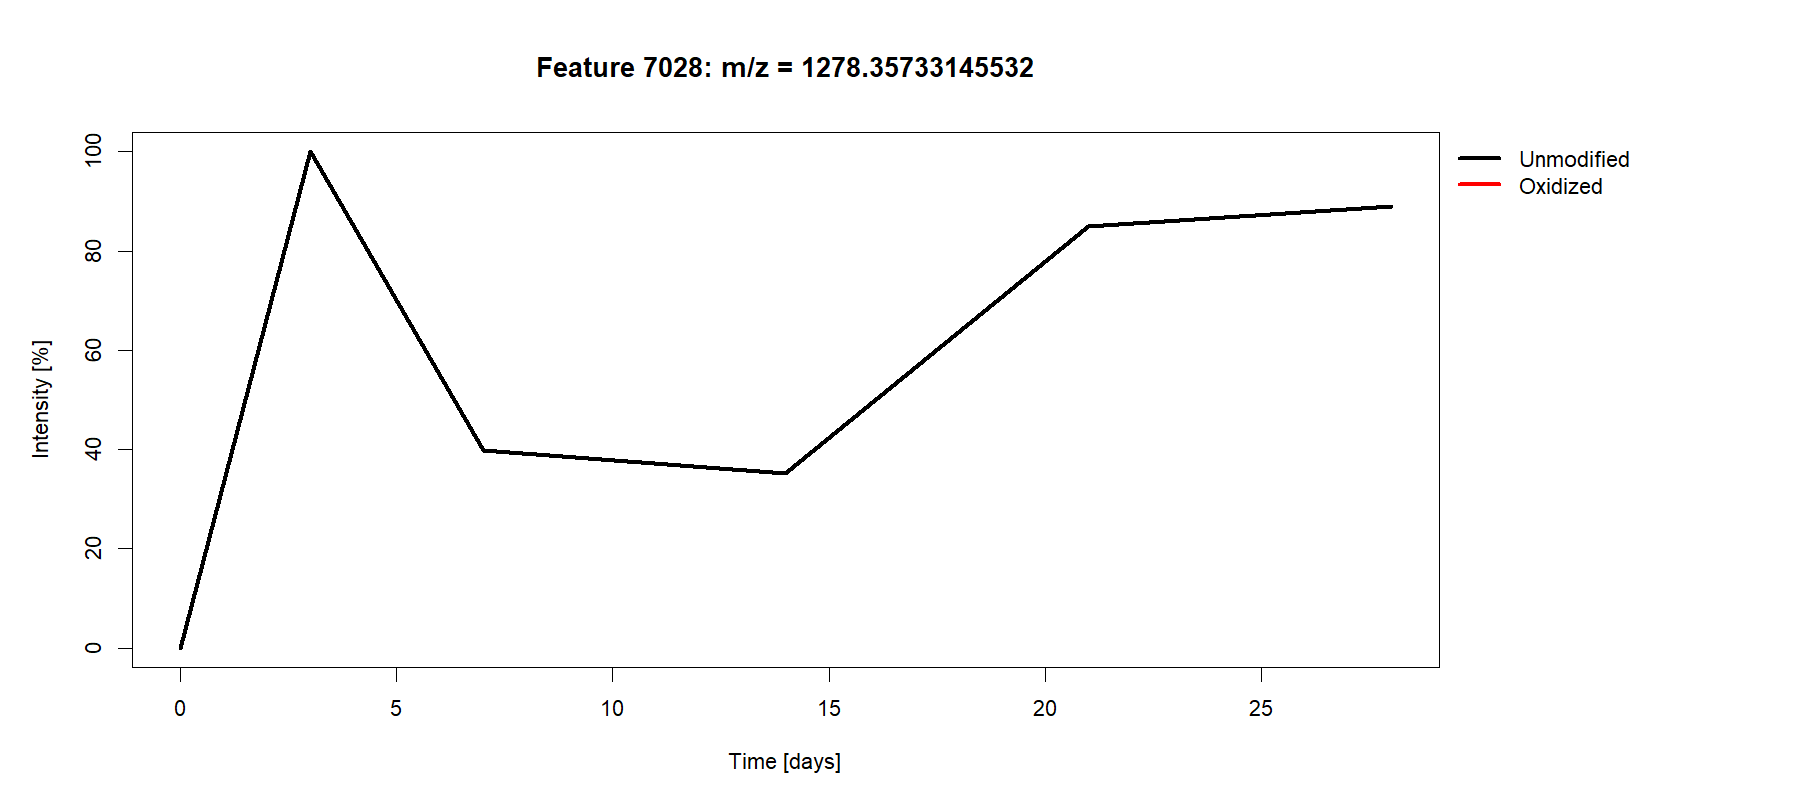 Feature 7028: m/z = 1278.35733145532
Unmodified
Oxidized
Intensity [%]
100
80
60
40
20
0
0 5 10 15 20 25
Time [days]